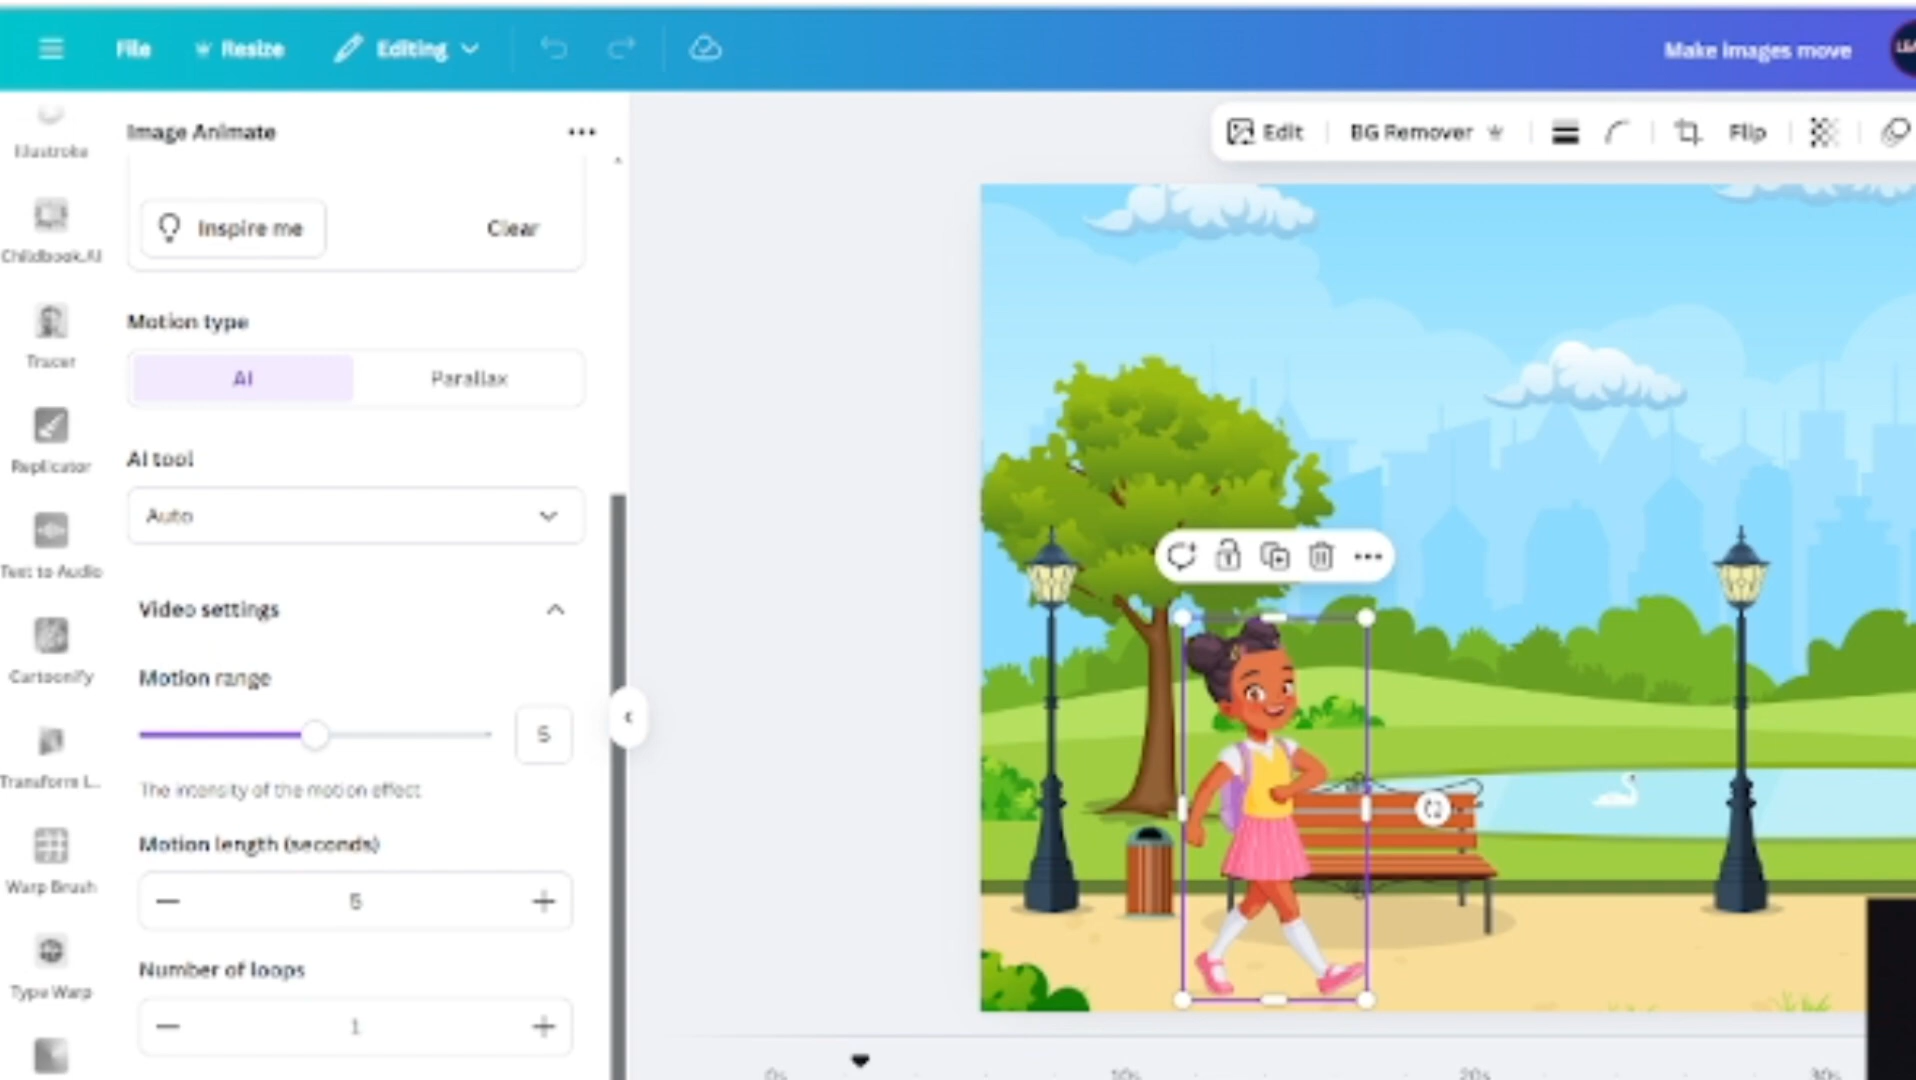 File Resize Editing Make images move
Image Animate
Edit BG Remover Flip
Illustroke
Inspire me Clear
Childbook.AI
Motion type
Tracer
AI Parallax
AI tool
Replicator
Auto
Text to Audio
Video settings
Cartoonify
Motion range
5
Transform L...
The intensity of the motion effect
Motion length (seconds)
Warp Brush
5
Number of loops
Type Warp
1
0s 10s 20s 30s